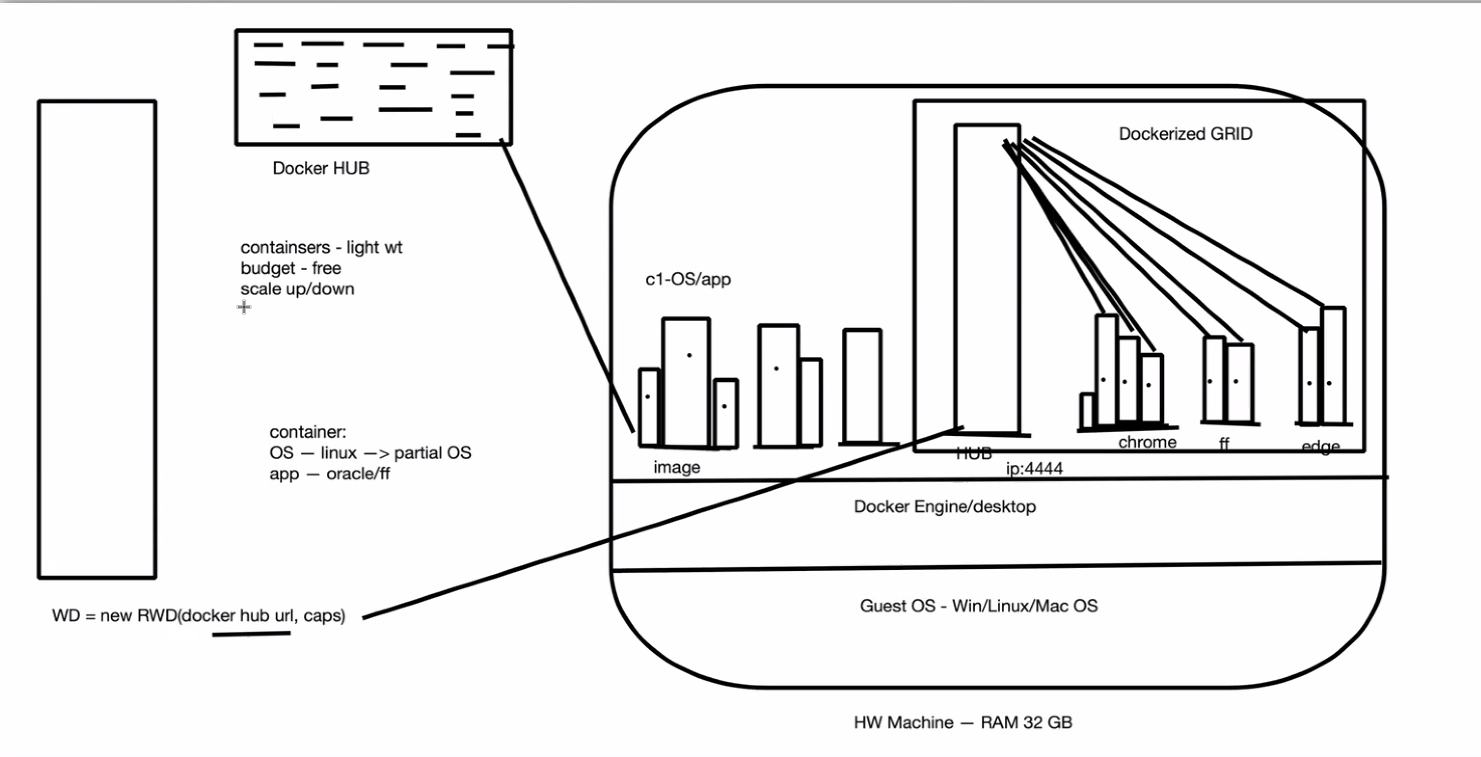 Docker HUB
containsers - light wt
budget - free
scale up/down
container:
OS — linux —> partial OS
app — oracle/ff
WD = new RWD(docker hub url, caps)
Dockerized GRID
c1-OS/app
image
HUB
ip:4444
chrome
ff
edge
Docker Engine/desktop
Guest OS - Win/Linux/Mac OS
HW Machine — RAM 32 GB